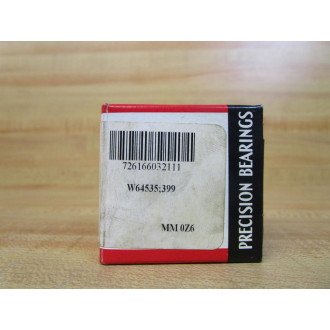 726166032111
W64535;399
MM 0Z6
PRECISION BEARINGS